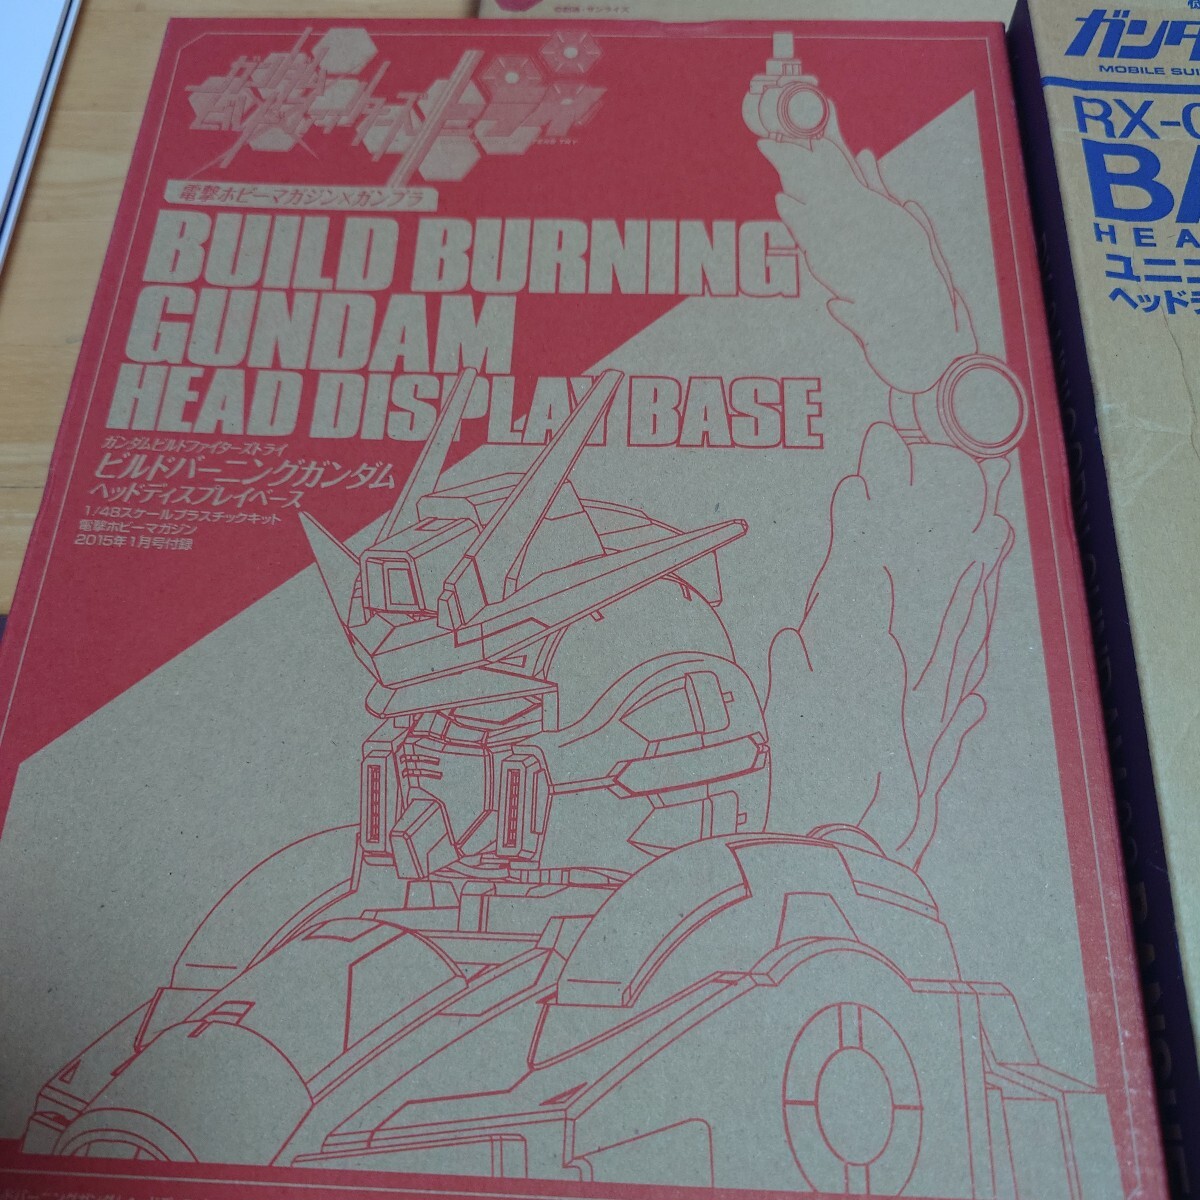 電撃ホビーマガジン×ガンプラ
BUILD BURNING
GUNDAM
HEAD DISPLAY BASE
ガンダムビルドファイターズトライ
ビルドバーニングガンダム
ヘッドディスプレイベース
1/48スケールプラスチックキット
電撃ホビーマガジン
2015年1月号付録
ガンダ
MOBILE SUI
RX-0
BA
HEA
ユニコ
ヘッドデ